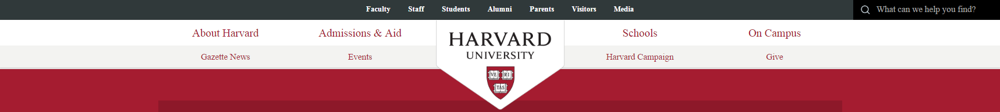 Faculty Staff Students Alumni Parents Visitors Media What can we help you find?
About Harvard Admissions & Aid Schools On Campus
HARVARD
UNIVERSITY
Gazette News Events Harvard Campaign Give
VE RI
TAS